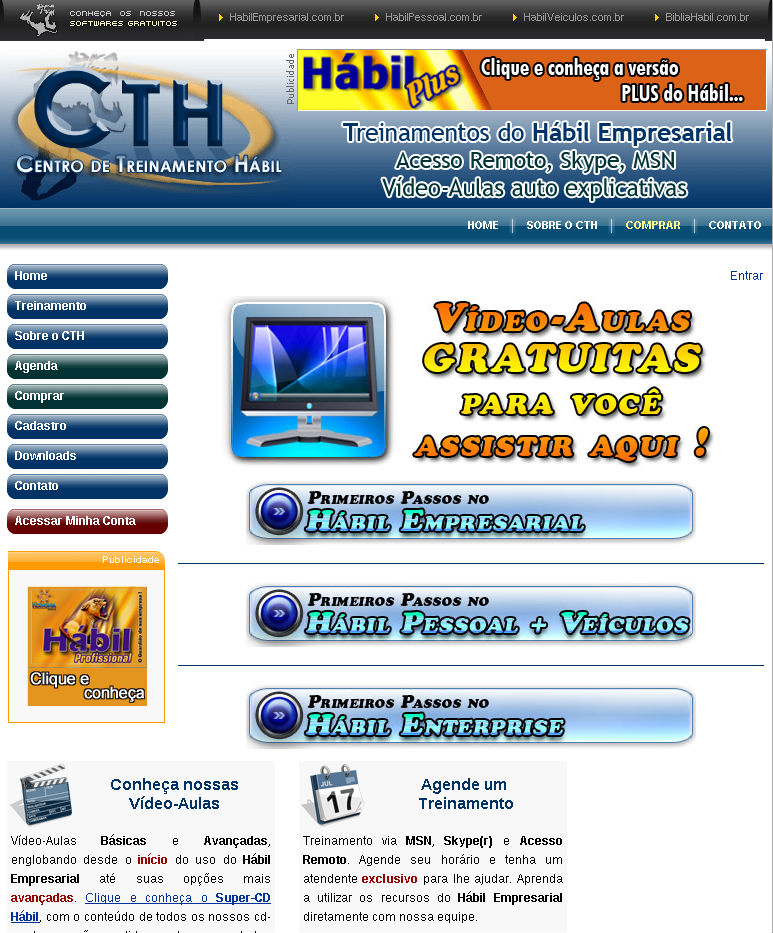 CONHEÇA OS NOSSOS
SOFTWARES GRATUITOS
HabilEmpresarial.com.br
HabilPessoal.com.br
HabilVeiculos.com.br
BibliaHabil.com.br
CTH
CENTRO DE TREINAMENTO HÁBIL
Publicidade
Hábil Plus
Clique e conheça a versão
PLUS do Hábil...
Treinamentos do Hábil Empresarial
Acesso Remoto, Skype, MSN
Vídeo-Aulas auto explicativas
HOME
SOBRE O CTH
COMPRAR
CONTATO
Home
Treinamento
Sobre o CTH
Agenda
Comprar
Cadastro
Downloads
Contato
Acessar Minha Conta
Publicidade
Hábil
Profissional
Clique e
conheça
Entrar
VÍDEO-AULAS
GRATUITAS
PARA VOCÊ
ASSISTIR AQUI !
PRIMEIROS PASSOS NO
HÁBIL EMPRESARIAL
PRIMEIROS PASSOS NO
HÁBIL PESSOAL + VEÍCULOS
PRIMEIROS PASSOS NO
HÁBIL ENTERPRISE
Conheça nossas
Vídeo-Aulas
Vídeo-Aulas Básicas e Avançadas,
englobando desde o início do uso do Hábil
Empresarial até suas opções mais
avançadas. Clique e conheça o Super-CD
Hábil, com o conteúdo de todos os nossos cd-
JUL
17
Agende um
Treinamento
Treinamento via MSN, Skype(r) e Acesso
Remoto. Agende seu horário e tenha um
atendente exclusivo para lhe ajudar. Aprenda
a utilizar os recursos do Hábil Empresarial
diretamente com nossa equipe.